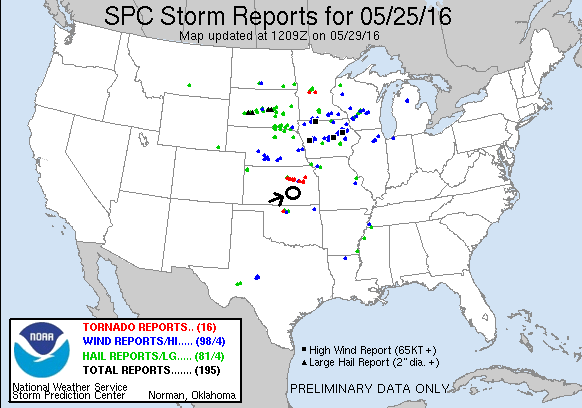 SPC Storm Reports for 05/25/16
Map updated at 1209Z on 05/29/16
NOAA
TORNADO REPORTS.. (16)
WIND REPORTS/HI..... (98/4)
HAIL REPORTS/LG..... (81/4)
TOTAL REPORTS....... (195)
National Weather Service
Storm Prediction Center Norman, Oklahoma
High Wind Report (65KT +)
Large Hail Report (2" dia. +)
PRELIMINARY DATA ONLY